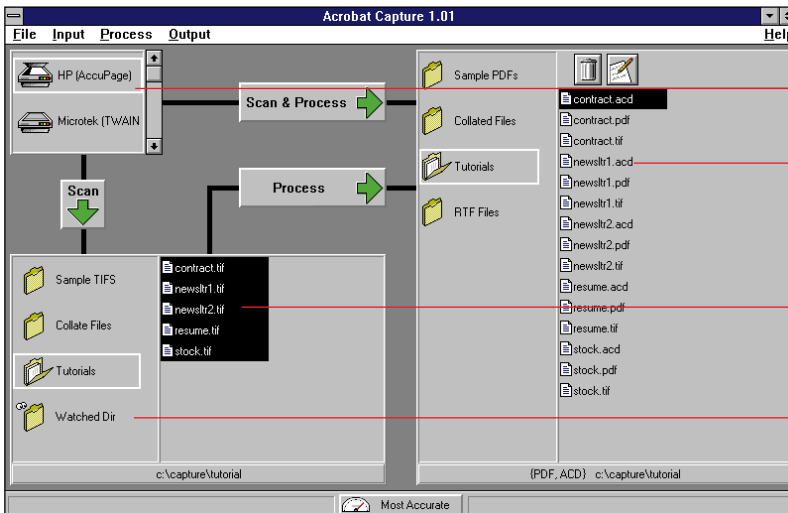 Acrobat Capture 1.01
File Input Process Output Help
HP (AccuPage)
Microtek (TWAIN
Scan & Process
Scan
Process
Sample PDFs
Collated Files
Tutorials
RTF Files
contract.acd
contract.pdf
contract.tif
newsltr1.acd
newsltr1.pdf
newsltr1.tif
newsltr2.acd
newsltr2.pdf
newsltr2.tif
resume.acd
resume.pdf
resume.tif
stock.acd
stock.pdf
stock.tif
Sample TIFS
Collate Files
Tutorials
Watched Dir
contract.tif
newsltr1.tif
newsltr2.tif
resume.tif
stock.tif
c:\capture\tutorial
{PDF, ACD} c:\capture\tutorial
Most Accurate